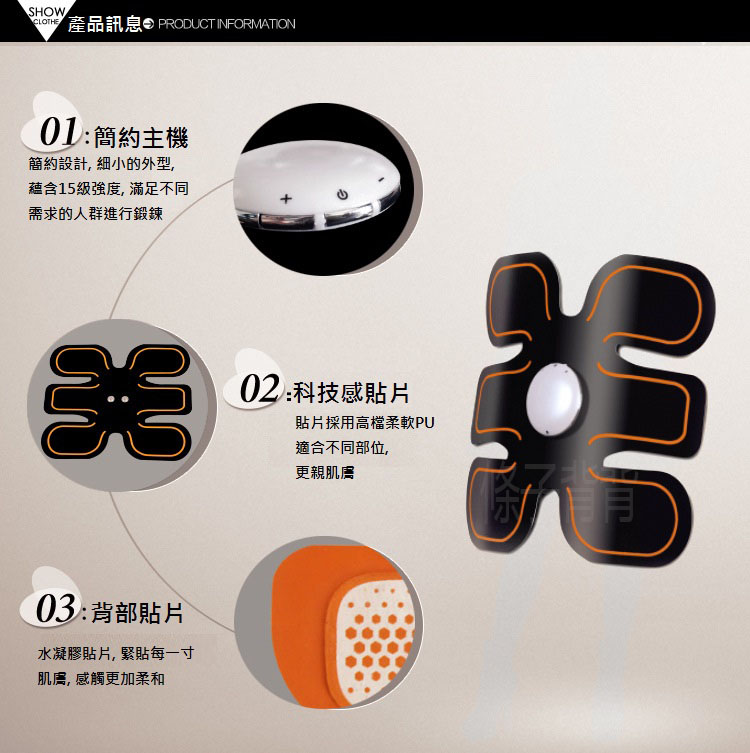 SHOW
CLOTHE
產品訊息 PRODUCT INFORMATION
01:簡約主機
簡約設計, 細小的外型,
蘊含15級強度, 滿足不同
需求的人群進行鍛鍊
02:科技感貼片
貼片採用高檔柔軟PU
適合不同部位,
更親肌膚
03:背部貼片
水凝膠貼片, 緊貼每一寸
肌膚, 感觸更加柔和